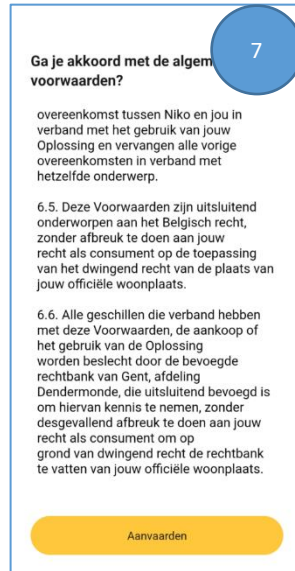 7
Ga je akkoord met de algem
voorwaarden?
overeenkomst tussen Niko en jou in
verband met het gebruik van jouw
Oplossing en vervangen alle vorige
overeenkomsten in verband met
hetzelfde onderwerp.
6.5. Deze Voorwaarden zijn uitsluitend
onderworpen aan het Belgisch recht,
zonder afbreuk te doen aan jouw
recht als consument op de toepassing
van het dwingend recht van de plaats van
jouw officiële woonplaats.
6.6. Alle geschillen die verband hebben
met deze Voorwaarden, de aankoop of
het gebruik van de Oplossing
worden beslecht door de bevoegde
rechtbank van Gent, afdeling
Dendermonde, die uitsluitend bevoegd is
om hiervan kennis te nemen, zonder
desgevallend afbreuk te doen aan jouw
recht als consument om op
grond van dwingend recht de rechtbank
te vatten van jouw officiële woonplaats.
Aanvaarden